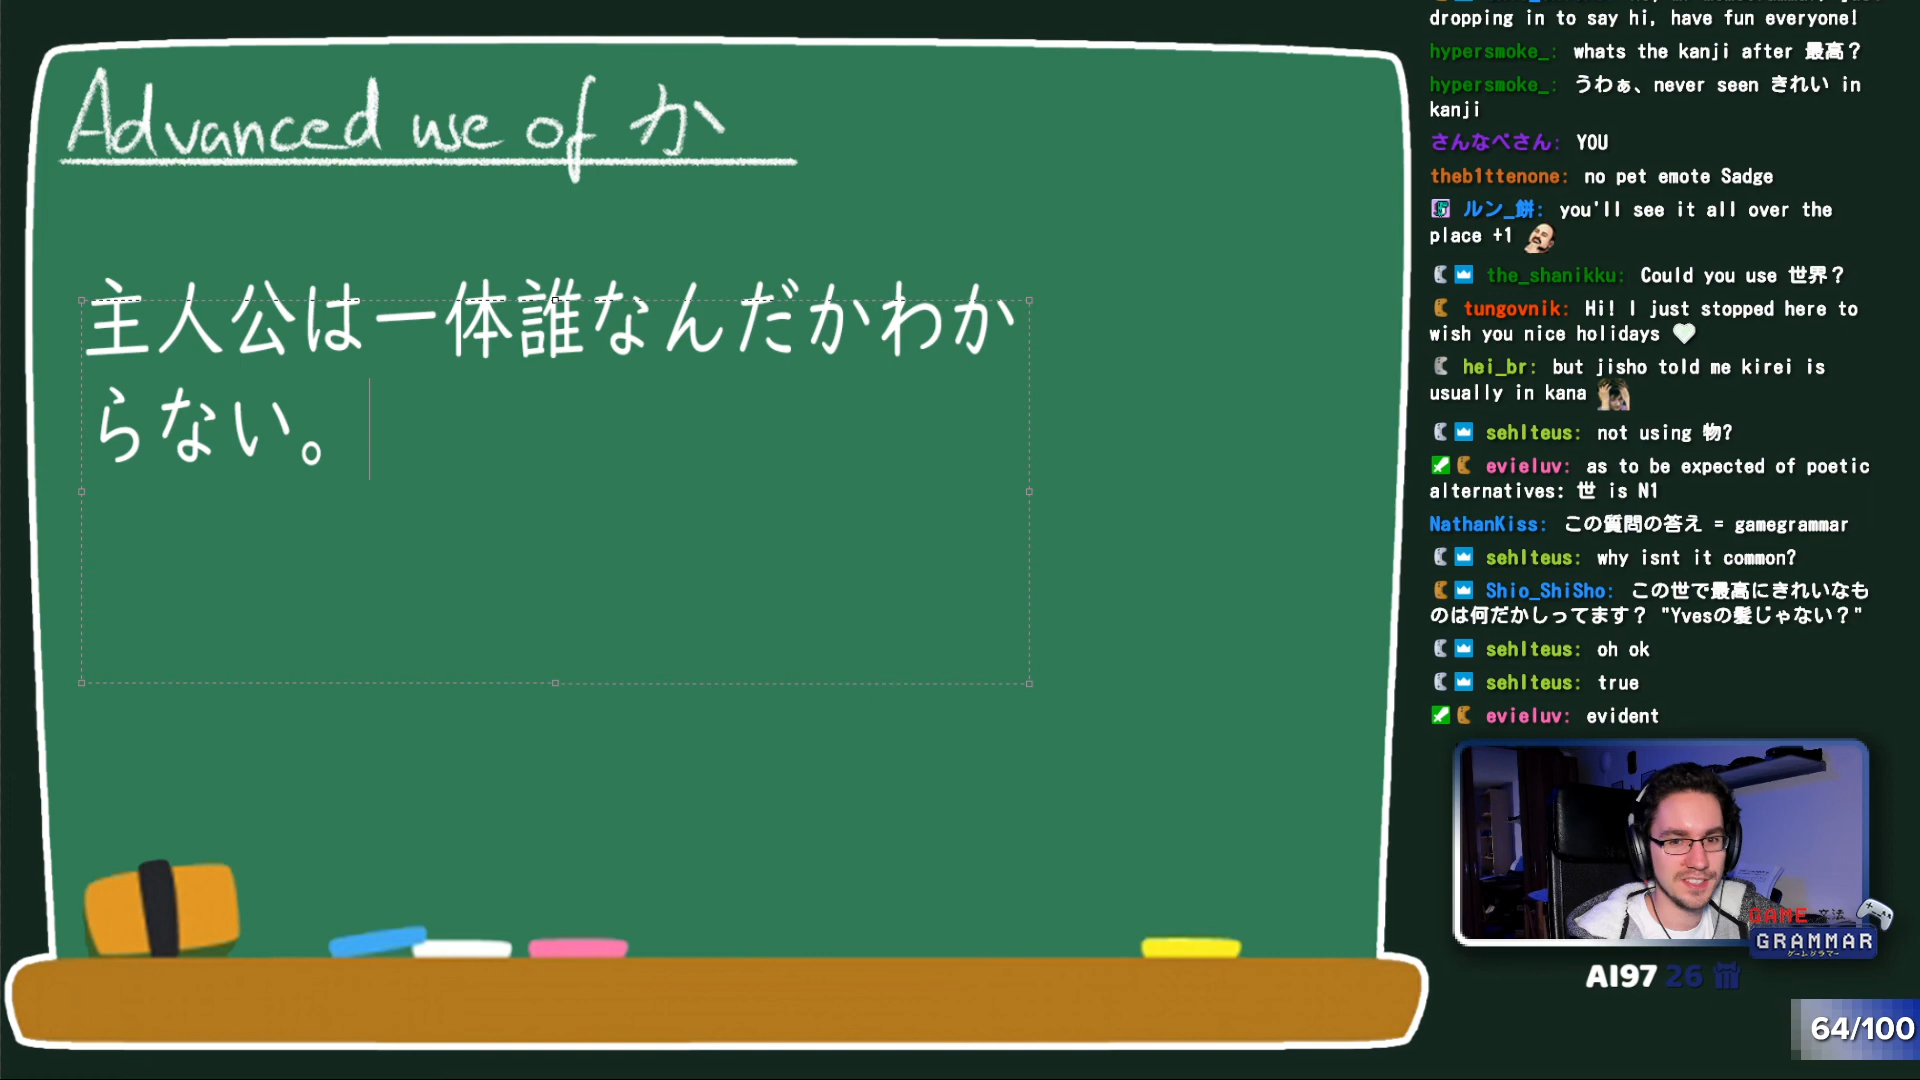 Advanced use of か
主人公は一体誰なんだかわか
らない。
dropping in to say hi, have fun everyone!
hypersmoke_: whats the kanji after 最高？
hypersmoke_: うわぁ、never seen きれい in
kanji
さんなぺさん: YOU
theb1ttenone: no pet emote Sadge
ルン_餅: you'll see it all over the
place +1
the_shanikku: Could you use 世界？
tungovnik: Hi! I just stopped here to
wish you nice holidays
hei_br: but jisho told me kirei is
usually in kana
sehlteus: not using 物?
evieluv: as to be expected of poetic
alternatives: 世 is N1
NathanKiss: この質問の答え = gamegrammar
sehlteus: why isnt it common?
Shio_ShiSho: この世で最高にきれいなも
のは何だかしってます？ "Yvesの髪じゃない？"
sehlteus: oh ok
sehlteus: true
evieluv: evident
GAME 文法
GRAMMAR
ゲームグラマー
AI97 26
64/100